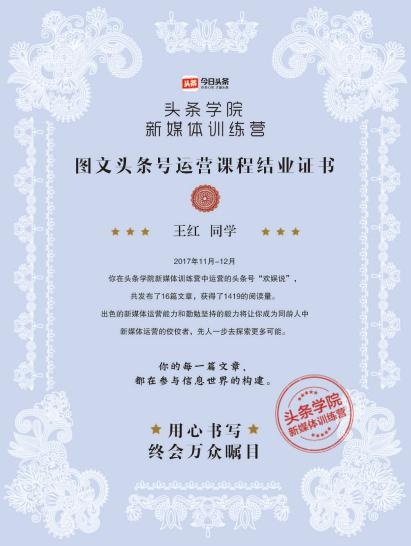 头条
今日头条
头条学院
新媒体训练营
图文头条号运营课程结业证书
王红 同学
2017年11月-12月
你在头条学院新媒体训练营中运营的头条号“欢娱说”，
共发布了16篇文章，获得了1419的阅读量。
出色的新媒体运营能力和勤勉坚持的毅力将让你成为同龄人中
新媒体运营的佼佼者，先人一步去探索更多可能。
你的每一篇文章，
都在参与信息世界的构建。
用心书写
终会万众瞩目
头条学院
新媒体训练营